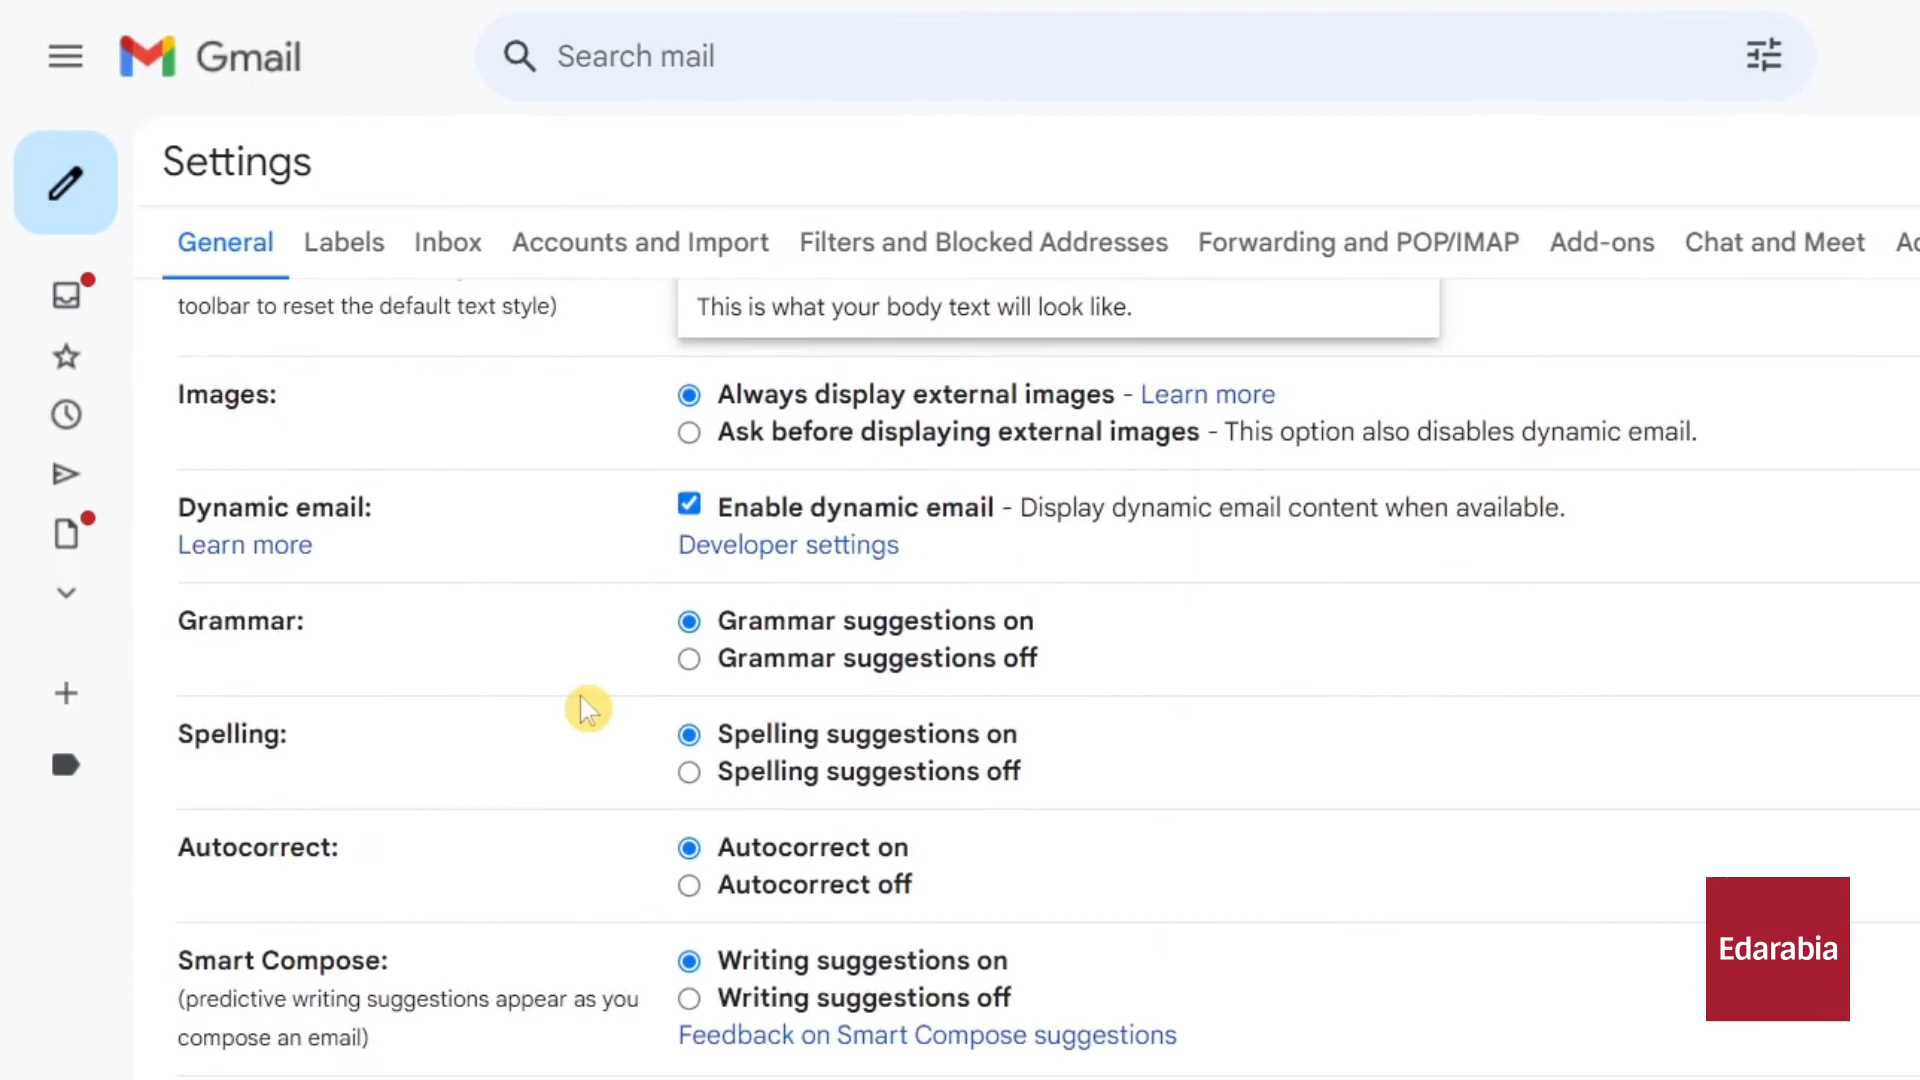 Gmail
Search mail
Settings
General Labels Inbox Accounts and Import Filters and Blocked Addresses Forwarding and POP/IMAP Add-ons Chat and Meet
toolbar to reset the default text style)
This is what your body text will look like.
Images:
Always display external images - Learn more
Ask before displaying external images - This option also disables dynamic email.
Dynamic email:
Learn more
Enable dynamic email - Display dynamic email content when available.
Developer settings
Grammar:
Grammar suggestions on
Grammar suggestions off
Spelling:
Spelling suggestions on
Spelling suggestions off
Autocorrect:
Autocorrect on
Autocorrect off
Smart Compose:
(predictive writing suggestions appear as you
compose an email)
Writing suggestions on
Writing suggestions off
Feedback on Smart Compose suggestions
Edarabia